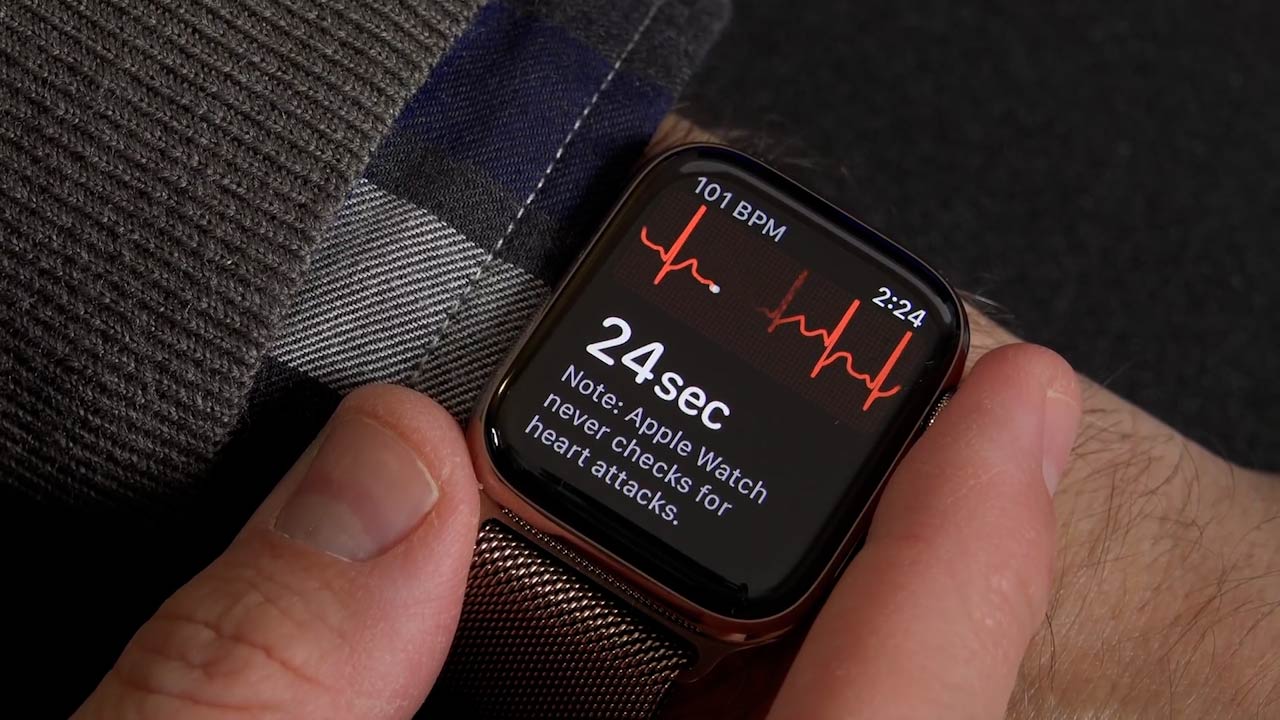 101 BPM
2:24
24sec
Note: Apple Watch
never checks for
heart attacks.